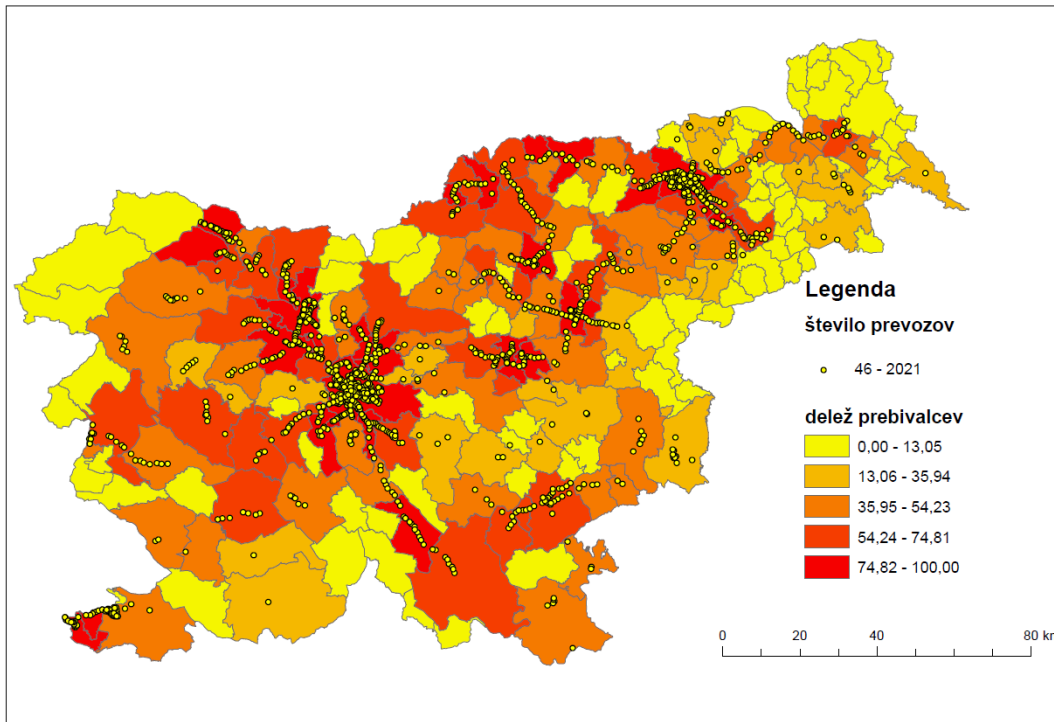 Legenda
število prevozov
46 - 2021
delež prebivalcev
0,00 - 13,05
13,06 - 35,94
35,95 - 54,23
54,24 - 74,81
74,82 - 100,00
0 20 40 80 km